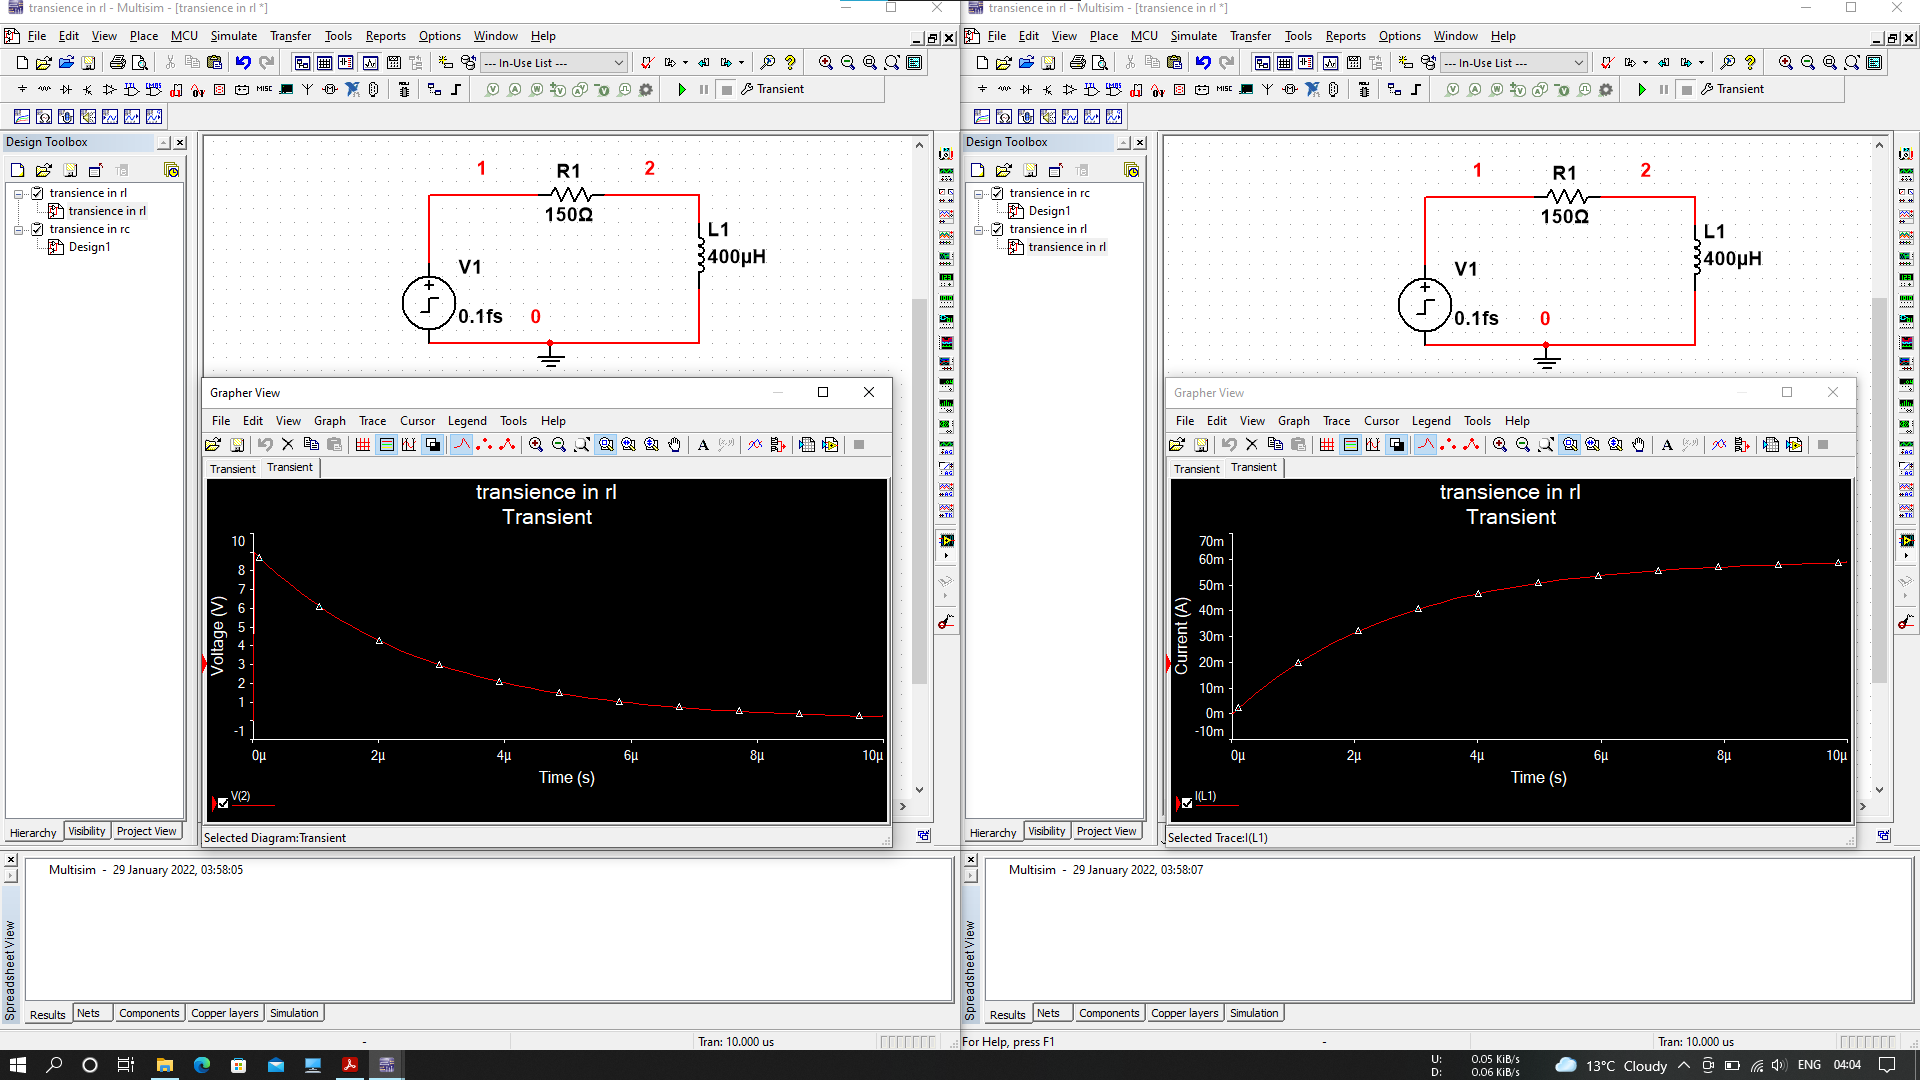 transience in rl - Multisim - [transience in rl *]
File Edit View Place MCU Simulate Transfer Tools Reports Options Window Help
--- In-Use List ---
Transient
Design Toolbox
transience in rl
transience in rl
transience in rc
Design1
1
R1
2
150Ω
L1
400µH
V1
0.1fs
0
Grapher View
File Edit View Graph Trace Cursor Legend Tools Help
Transient Transient
transience in rl
Transient
10
8
7
6
5
4
3
2
1
-1
Voltage (V)
0µ 2µ 4µ 6µ 8µ 10µ
Time (s)
V(2)
Selected Diagram:Transient
Hierarchy Visibility Project View
Multisim - 29 January 2022, 03:58:05
Spreadsheet View
Results Nets Components Copper layers Simulation
- Tran: 10.000 us
transience in rl - Multisim - [transience in rl *]
File Edit View Place MCU Simulate Transfer Tools Reports Options Window Help
--- In-Use List ---
Transient
Design Toolbox
transience in rc
Design1
transience in rl
transience in rl
1
R1
2
150Ω
L1
400µH
V1
0.1fs
0
Grapher View
File Edit View Graph Trace Cursor Legend Tools Help
Transient Transient
transience in rl
Transient
70m
60m
50m
40m
30m
20m
10m
0m
-10m
Current (A)
0µ 2µ 4µ 6µ 8µ 10µ
Time (s)
I(L1)
Selected Trace:I(L1)
Hierarchy Visibility Project View
Multisim - 29 January 2022, 03:58:07
Spreadsheet View
Results Nets Components Copper layers Simulation
For Help, press F1 - Tran: 10.000 us
U: 0.05 KiB/s
D: 0.06 KiB/s
13°C Cloudy ENG 04:04